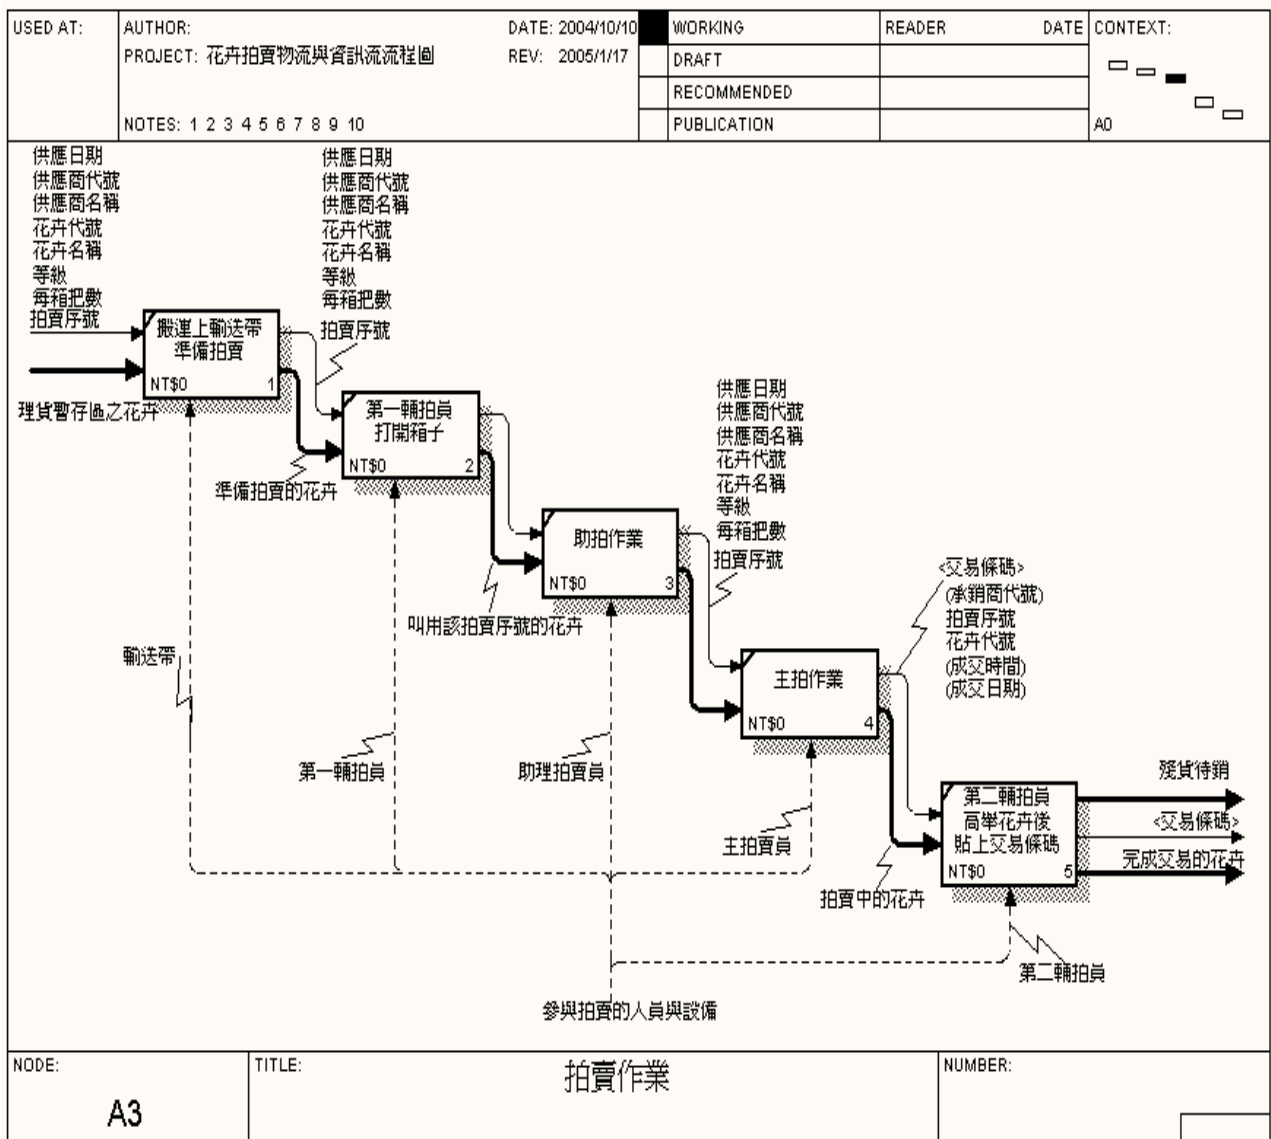 USED AT:
AUTHOR:
DATE: 2004/10/10
PROJECT: 花卉拍賣物流與資訊流流程圖
REV: 2005/1/17
NOTES: 1 2 3 4 5 6 7 8 9 10
WORKING
DRAFT
RECOMMENDED
PUBLICATION
READER DATE
CONTEXT:
A0
供應日期
供應商代號
供應商名稱
花卉代號
花卉名稱
等級
每箱把數
拍賣序號
理貨暫存區之花卉
搬運上輸送帶
準備拍賣
NT$0 1
供應日期
供應商代號
供應商名稱
花卉代號
花卉名稱
等級
每箱把數
拍賣序號
準備拍賣的花卉
第一輔拍員
打開箱子
NT$0 2
叫用該拍賣序號的花卉
助拍作業
NT$0 3
供應日期
供應商代號
供應商名稱
花卉代號
花卉名稱
等級
每箱把數
拍賣序號
主拍作業
NT$0 4
<交易條碼>
(承銷商代號)
拍賣序號
花卉代號
(成交時間)
(成交日期)
拍賣中的花卉
第二輔拍員
高舉花卉後
貼上交易條碼
NT$0 5
殘貨待銷
<交易條碼>
完成交易的花卉
輸送帶
第一輔拍員
助理拍賣員
主拍賣員
第二輔拍員
參與拍賣的人員與設備
NODE:
A3
TITLE:
拍賣作業
NUMBER: